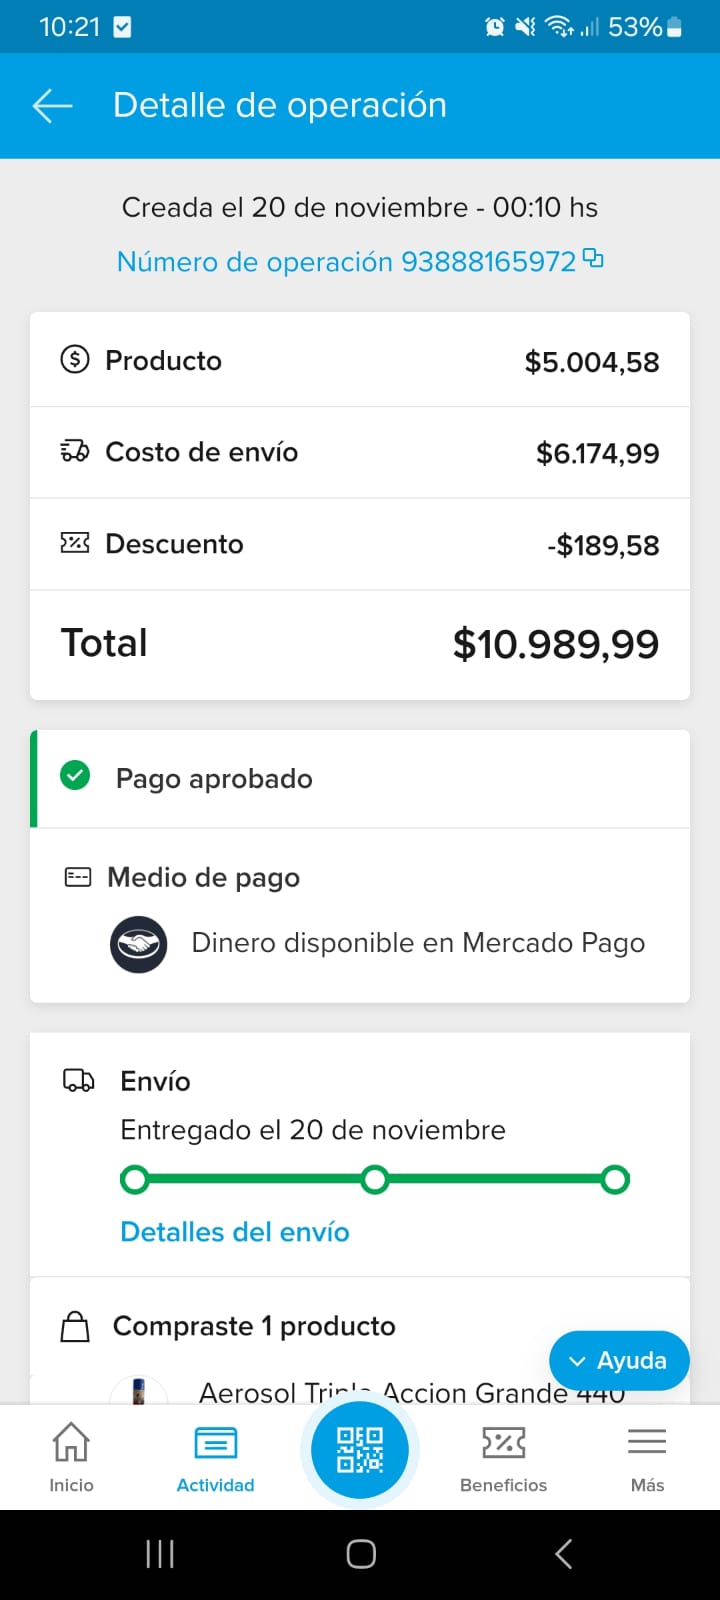 10:21
53%
Detalle de operación
Creada el 20 de noviembre - 00:10 hs
Número de operación 93888165972
Producto $5.004,58
Costo de envío $6.174,99
Descuento -$189,58
Total $10.989,99
Pago aprobado
Medio de pago
Dinero disponible en Mercado Pago
Envío
Entregado el 20 de noviembre
Detalles del envío
Compraste 1 producto
Ayuda
Aerosol Triple Accion Grande 440
Inicio
Actividad
Beneficios
Más